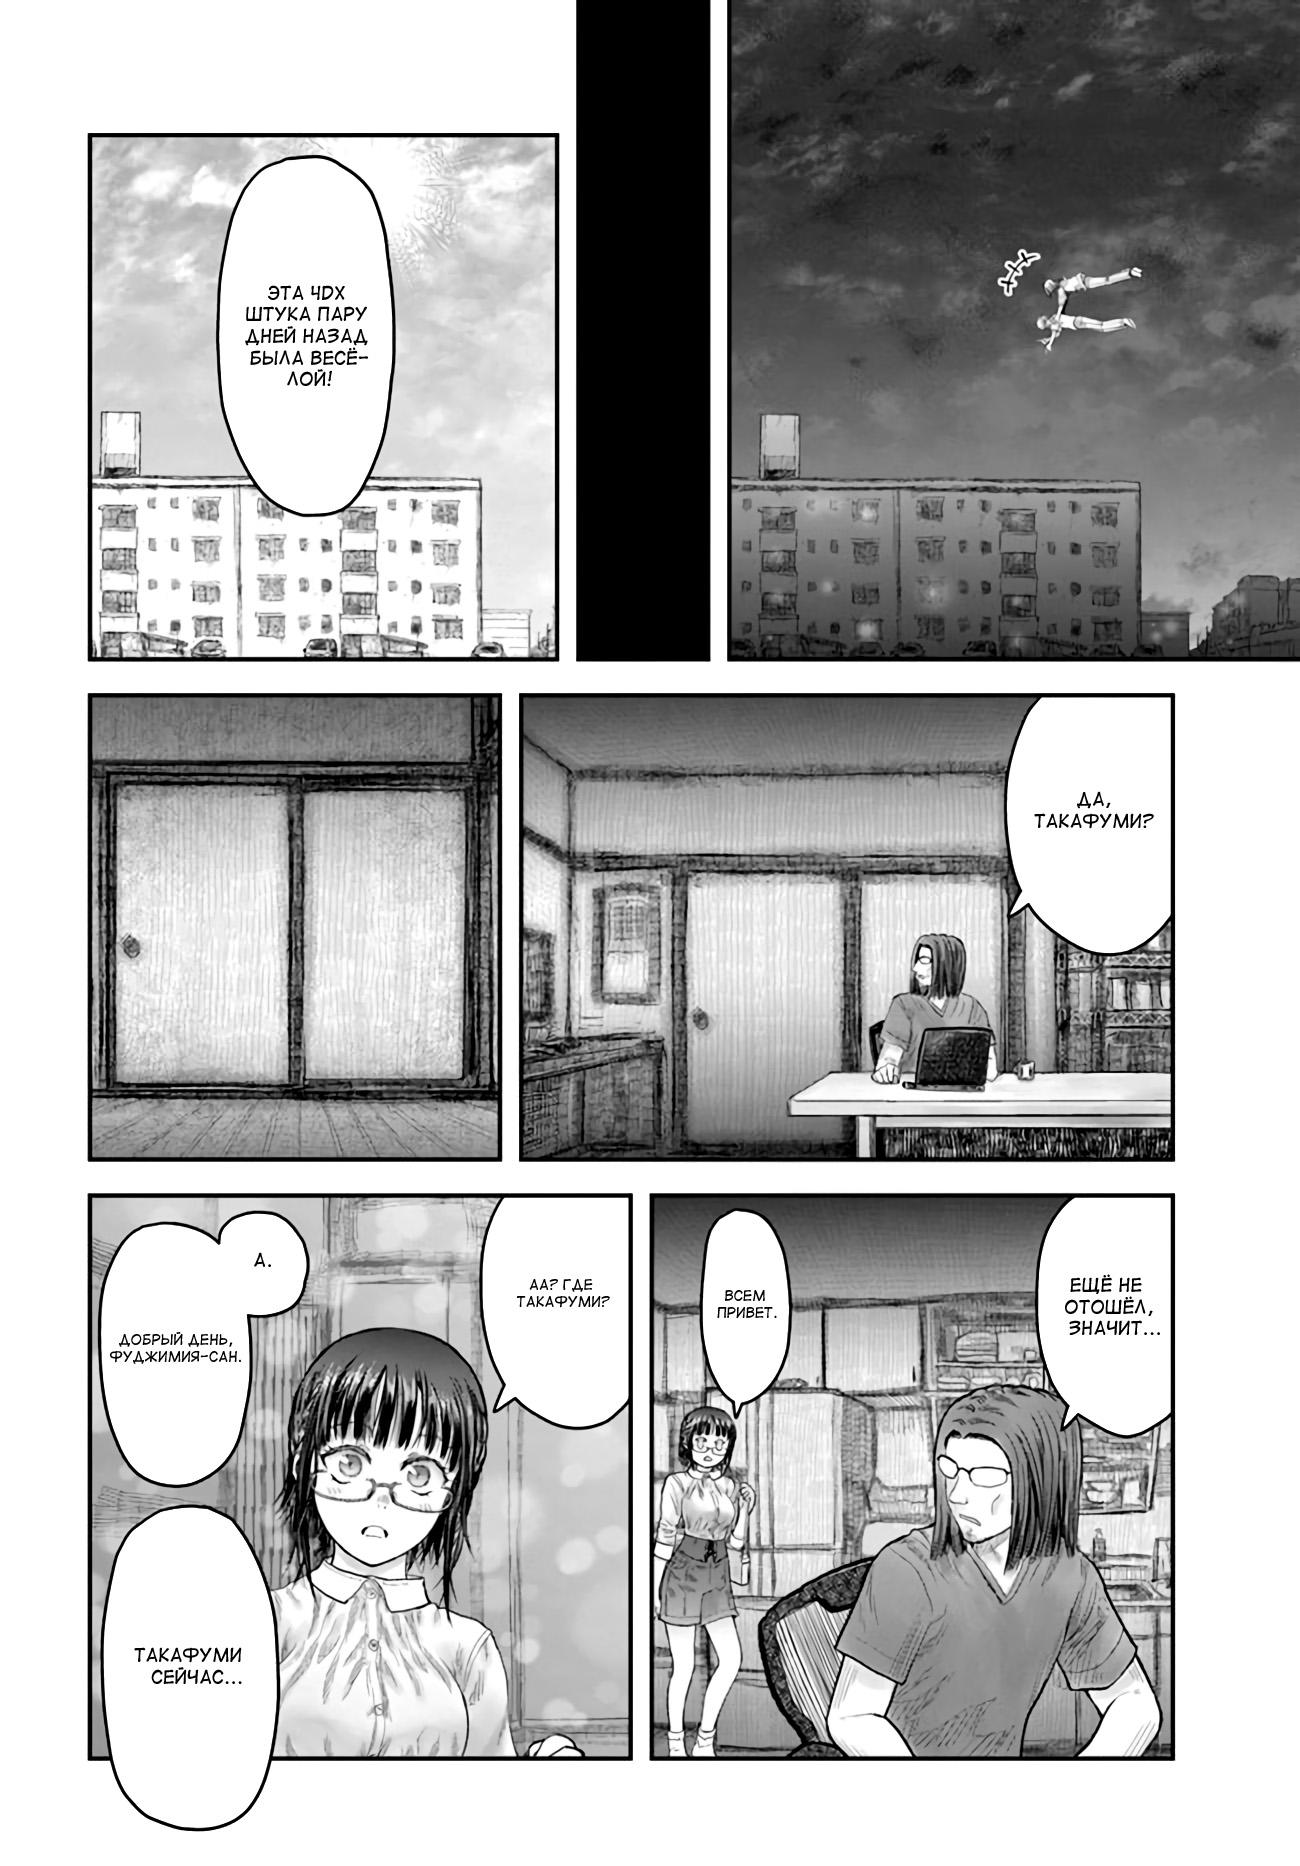 ЭТА 4DX
ШТУКА ПАРУ
ДНЕЙ НАЗАД
БЫЛА ВЕСЁ-
ЛОЙ!
ДА,
ТАКАФУМИ?
ЕЩЁ НЕ
ОТОШЁЛ,
ЗНАЧИТ...
ВСЕМ
ПРИВЕТ.
АА? ГДЕ
ТАКАФУМИ?
А.
ДОБРЫЙ ДЕНЬ,
ФУДЖИМИЯ-САН.
ТАКАФУМИ
СЕЙЧАС...